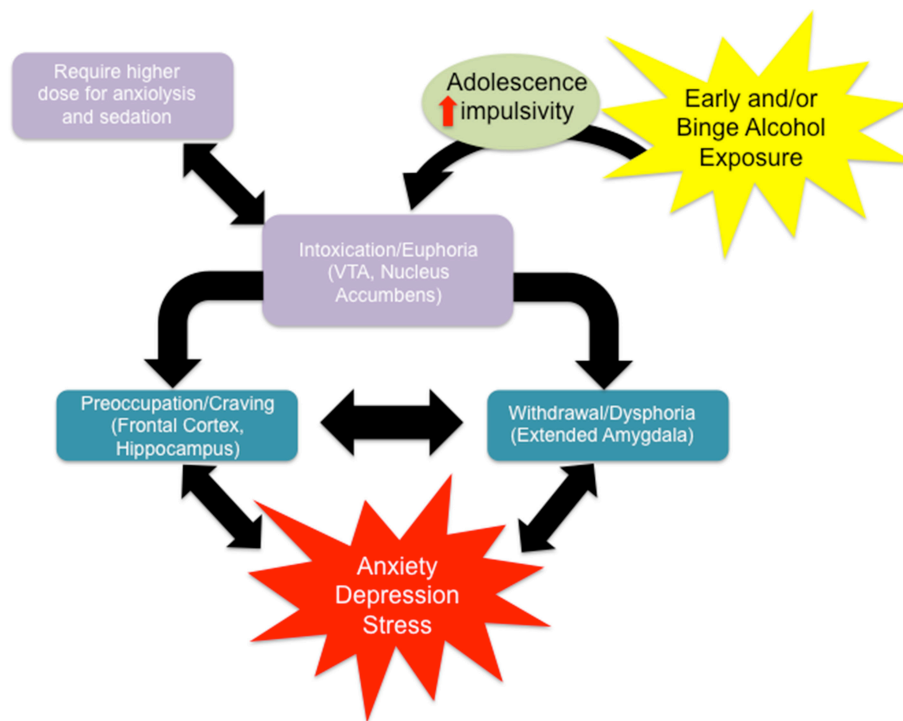 Require higher
dose for anxiolysis
and sedation
Adolescence
impulsivity
Early and/or
Binge Alcohol
Exposure
Intoxication/Euphoria
(VTA, Nucleus
Accumbens)
Preoccupation/Craving
(Frontal Cortex,
Hippocampus)
Withdrawal/Dysphoria
(Extended Amygdala)
Anxiety
Depression
Stress